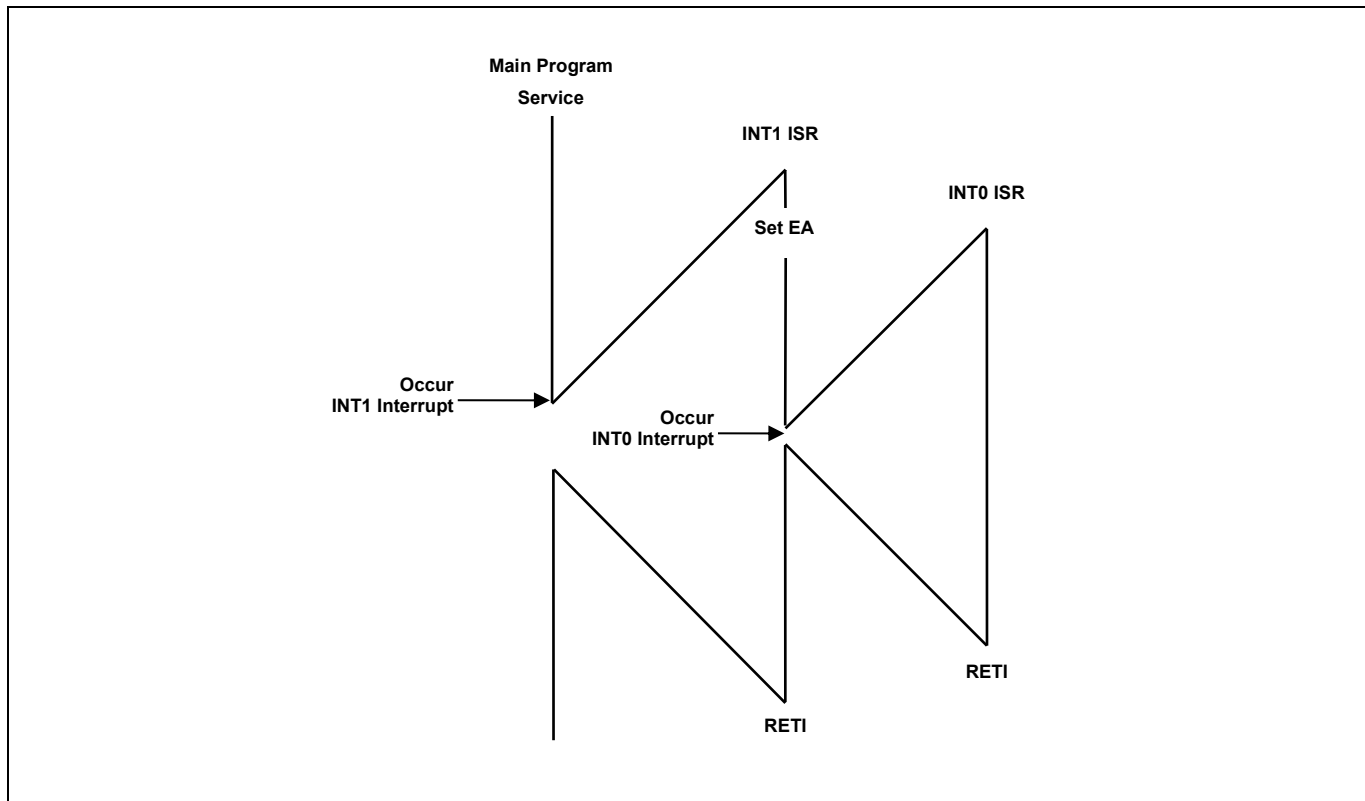 Main Program
Service
INT1 ISR
INT0 ISR
Set EA
Occur
INT1 Interrupt
Occur
INT0 Interrupt
RETI
RETI